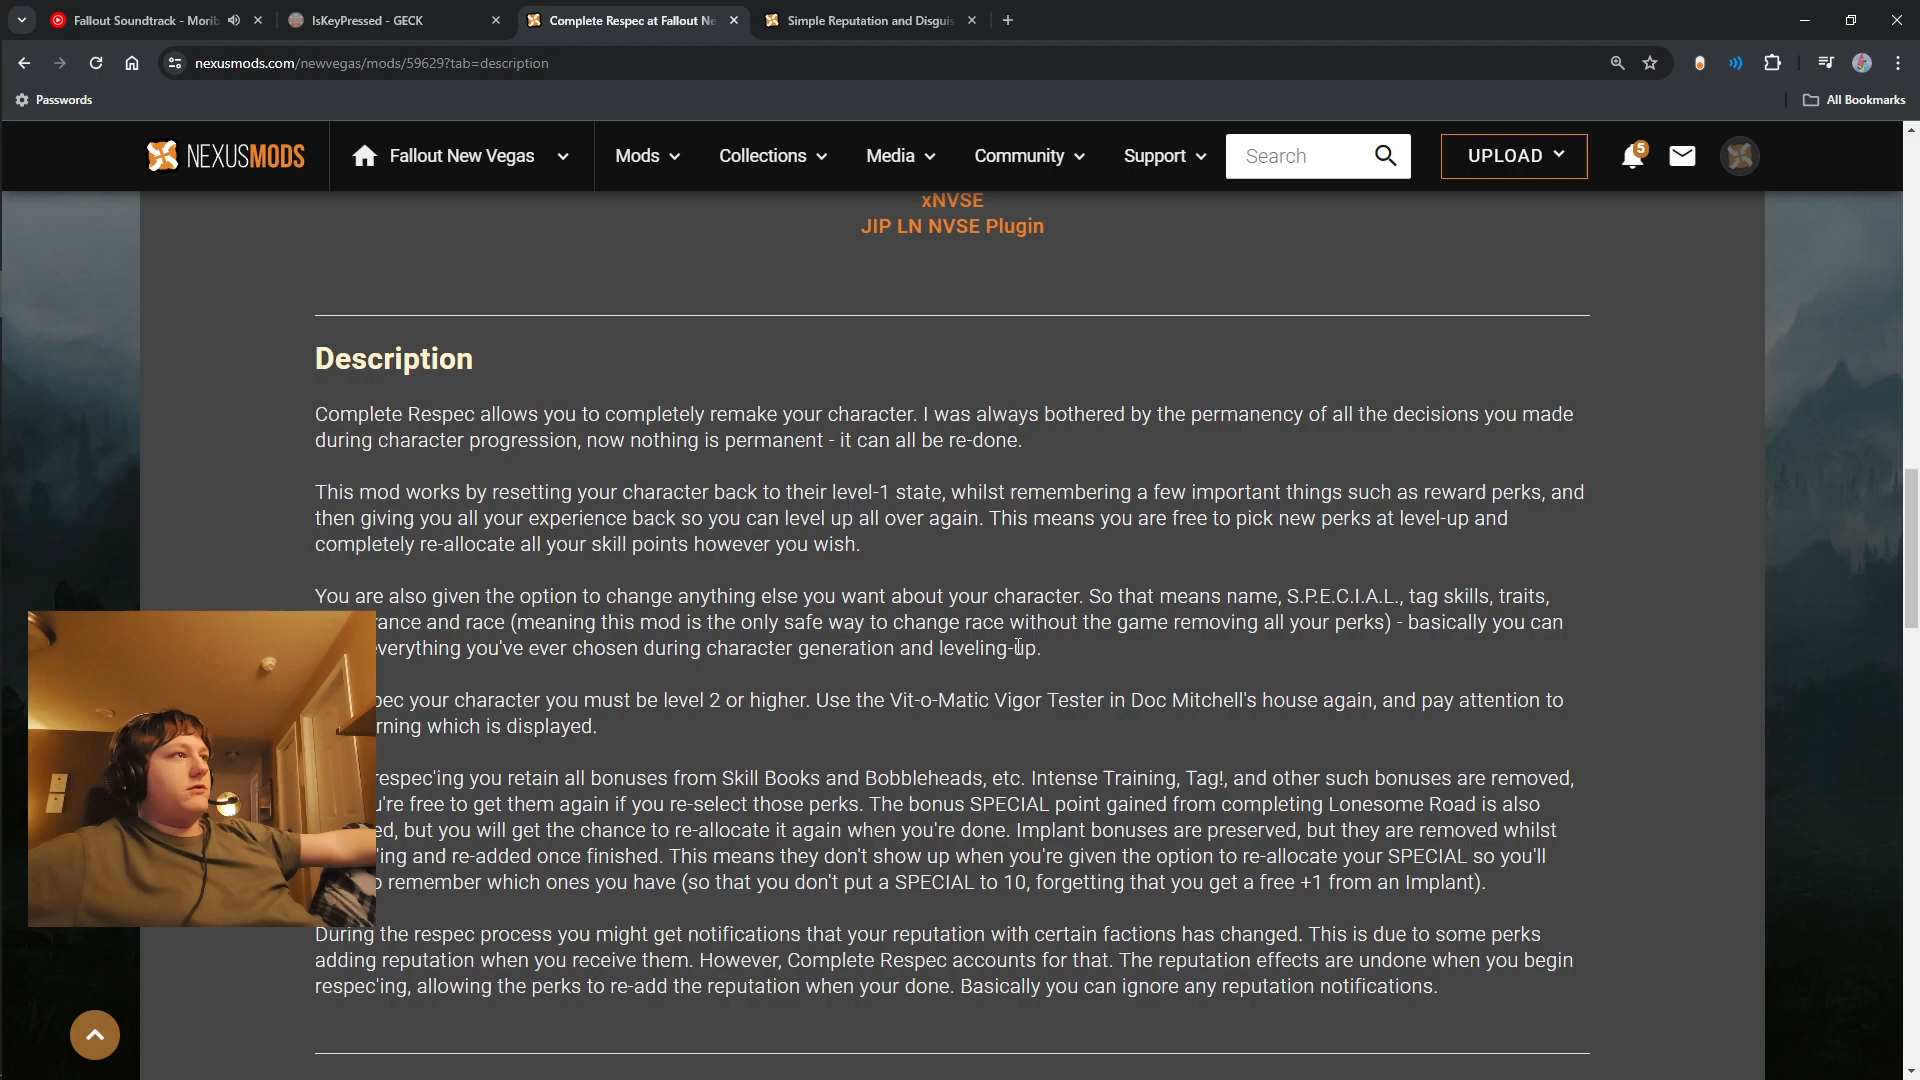 Fallout Soundtrack - Morib
IsKeyPressed - GECK
Complete Respec at Fallout Ne
Simple Reputation and Disguis
nexusmods.com/newvegas/mods/59629?tab=description
Passwords
All Bookmarks
NEXUSMODS
Fallout New Vegas
Mods
Collections
Media
Community
Support
Search
UPLOAD
5
xNVSE
JIP LN NVSE Plugin
Description
Complete Respec allows you to completely remake your character. I was always bothered by the permanency of all the decisions you made
during character progression, now nothing is permanent - it can all be re-done.
This mod works by resetting your character back to their level-1 state, whilst remembering a few important things such as reward perks, and
then giving you all your experience back so you can level up all over again. This means you are free to pick new perks at level-up and
completely re-allocate all your skill points however you wish.
You are also given the option to change anything else you want about your character. So that means name, S.P.E.C.I.A.L., tag skills, traits,
rance and race (meaning this mod is the only safe way to change race without the game removing all your perks) - basically you can
verything you've ever chosen during character generation and leveling-up.
pec your character you must be level 2 or higher. Use the Vit-o-Matic Vigor Tester in Doc Mitchell's house again, and pay attention to
rning which is displayed.
respec'ing you retain all bonuses from Skill Books and Bobbleheads, etc. Intense Training, Tag!, and other such bonuses are removed,
u're free to get them again if you re-select those perks. The bonus SPECIAL point gained from completing Lonesome Road is also
ed, but you will get the chance to re-allocate it again when you're done. Implant bonuses are preserved, but they are removed whilst
'ing and re-added once finished. This means they don't show up when you're given the option to re-allocate your SPECIAL so you'll
o remember which ones you have (so that you don't put a SPECIAL to 10, forgetting that you get a free +1 from an Implant).
During the respec process you might get notifications that your reputation with certain factions has changed. This is due to some perks
adding reputation when you receive them. However, Complete Respec accounts for that. The reputation effects are undone when you begin
respec'ing, allowing the perks to re-add the reputation when your done. Basically you can ignore any reputation notifications.